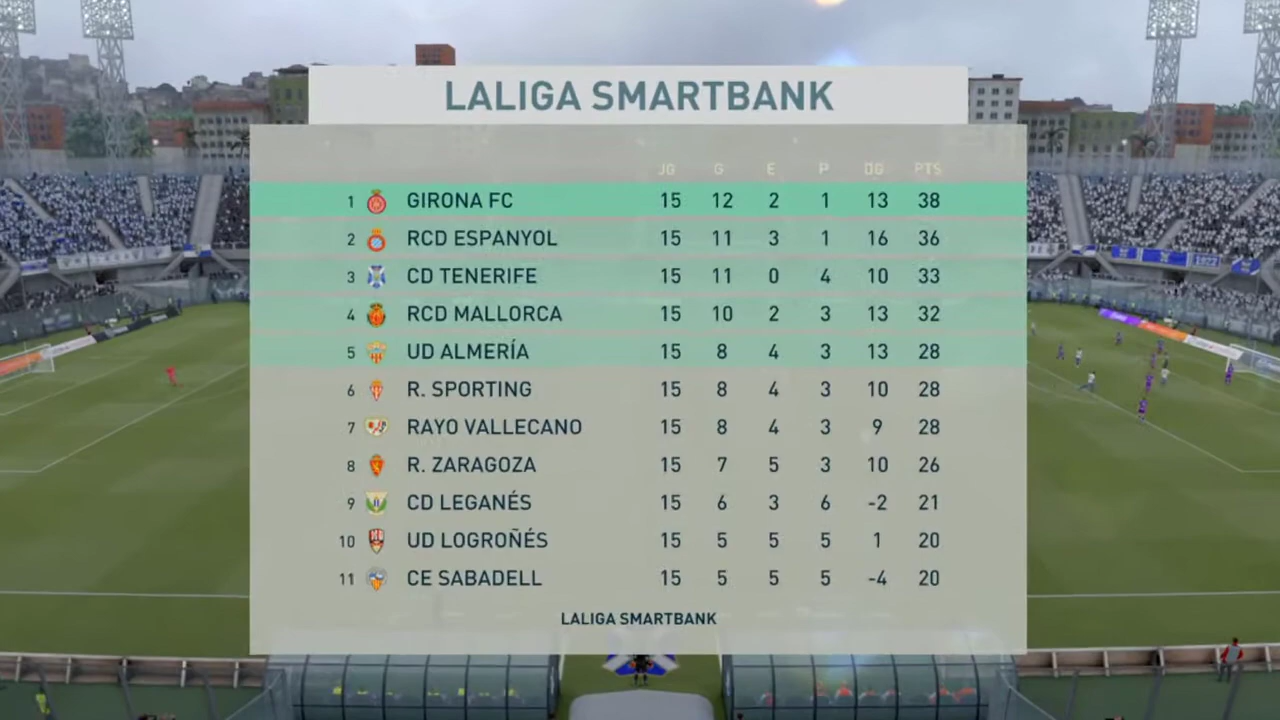 LALIGA SMARTBANK
JG G E P DG PTS
1 GIRONA FC 15 12 2 1 13 38
2 RCD ESPANYOL 15 11 3 1 16 36
3 CD TENERIFE 15 11 0 4 10 33
4 RCD MALLORCA 15 10 2 3 13 32
5 UD ALMERÍA 15 8 4 3 13 28
6 R. SPORTING 15 8 4 3 10 28
7 RAYO VALLECANO 15 8 4 3 9 28
8 R. ZARAGOZA 15 7 5 3 10 26
9 CD LEGANÉS 15 6 3 6 -2 21
10 UD LOGROÑÉS 15 5 5 5 1 20
11 CE SABADELL 15 5 5 5 -4 20
LALIGA SMARTBANK